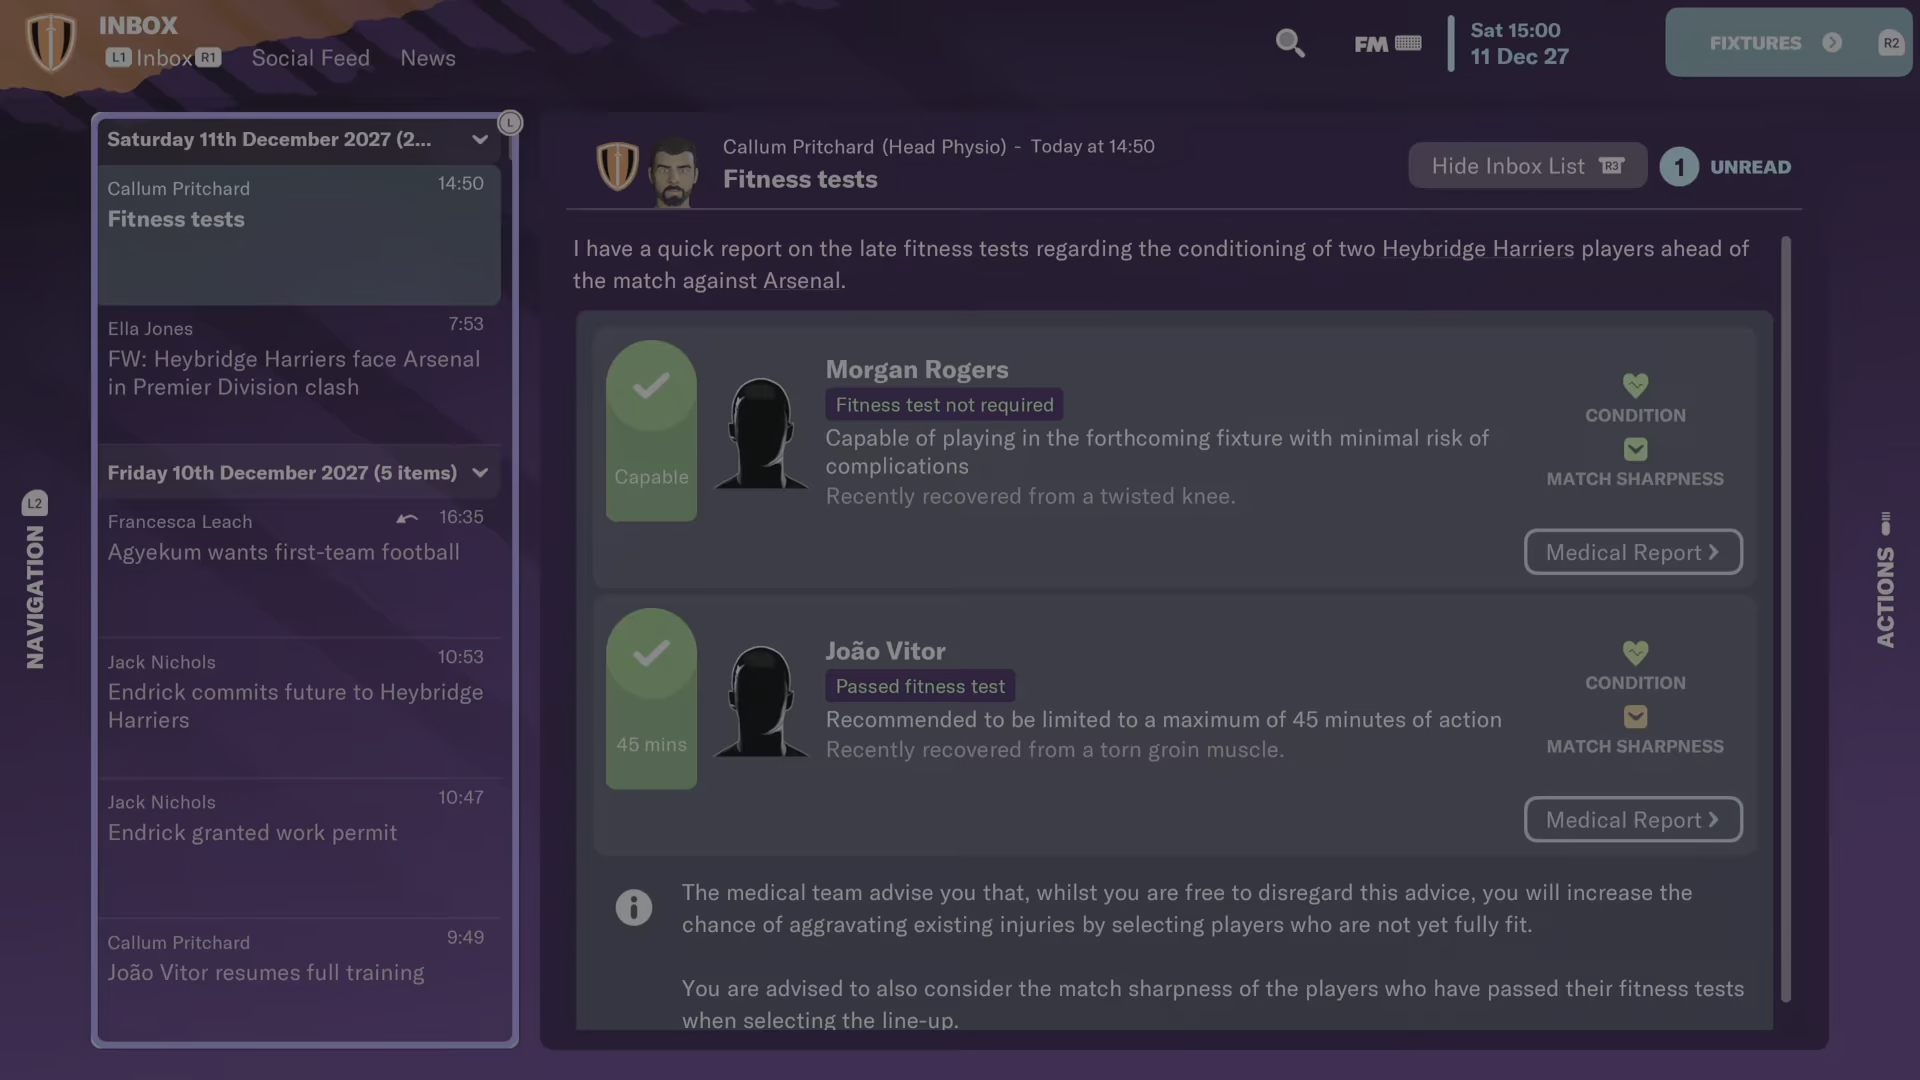 INBOX
L1 Inbox R1 Social Feed News
FM
Sat 15:00
11 Dec 27
FIXTURES R2
L
Saturday 11th December 2027 (2...
Callum Pritchard 14:50
Fitness tests
Ella Jones 7:53
FW: Heybridge Harriers face Arsenal
in Premier Division clash
Friday 10th December 2027 (5 items)
Francesca Leach 16:35
Agyekum wants first-team football
Jack Nichols 10:53
Endrick commits future to Heybridge
Harriers
Jack Nichols 10:47
Endrick granted work permit
Callum Pritchard 9:49
João Vitor resumes full training
L2
NAVIGATION
Callum Pritchard (Head Physio) - Today at 14:50
Fitness tests
Hide Inbox List R3
1 UNREAD
I have a quick report on the late fitness tests regarding the conditioning of two Heybridge Harriers players ahead of
the match against Arsenal.
Capable
Morgan Rogers
Fitness test not required
Capable of playing in the forthcoming fixture with minimal risk of
complications
Recently recovered from a twisted knee.
CONDITION
MATCH SHARPNESS
Medical Report
45 mins
João Vitor
Passed fitness test
Recommended to be limited to a maximum of 45 minutes of action
Recently recovered from a torn groin muscle.
CONDITION
MATCH SHARPNESS
Medical Report
The medical team advise you that, whilst you are free to disregard this advice, you will increase the
chance of aggravating existing injuries by selecting players who are not yet fully fit.
You are advised to also consider the match sharpness of the players who have passed their fitness tests
when selecting the line-up.
ACTIONS